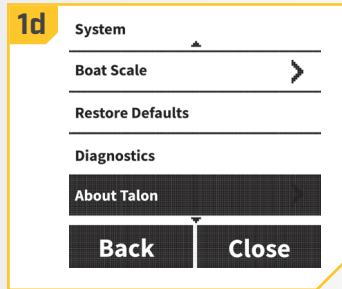 1d
System
Boat Scale
Restore Defaults
Diagnostics
About Talon
Back Close